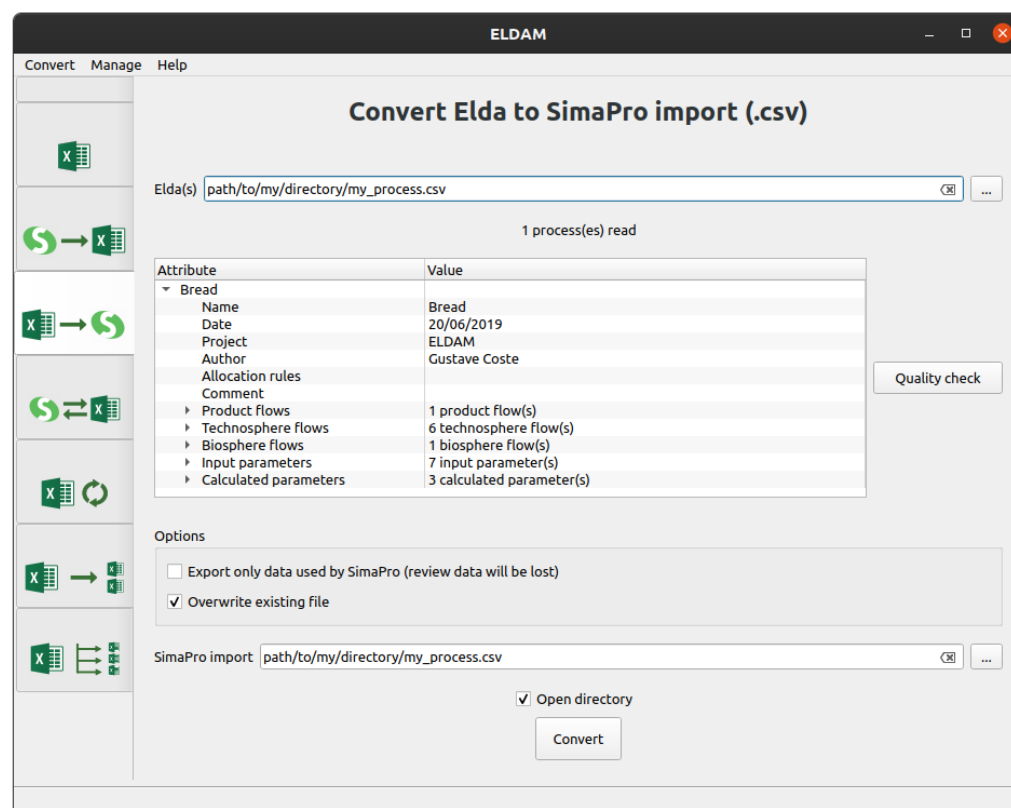 ELDAM
Convert Manage Help
Convert Elda to SimaPro import (.csv)
Elda(s) path/to/my/directory/my_process.csv ...
1 process(es) read
Attribute Value
Bread
Name Bread
Date 20/06/2019
Project ELDAM
Author Gustave Coste
Allocation rules
Comment
Product flows 1 product flow(s)
Technosphere flows 6 technosphere flow(s)
Biosphere flows 1 biosphere flow(s)
Input parameters 7 input parameter(s)
Calculated parameters 3 calculated parameter(s)
Quality check
Options
Export only data used by SimaPro (review data will be lost)
Overwrite existing file
SimaPro import path/to/my/directory/my_process.csv ...
Open directory
Convert